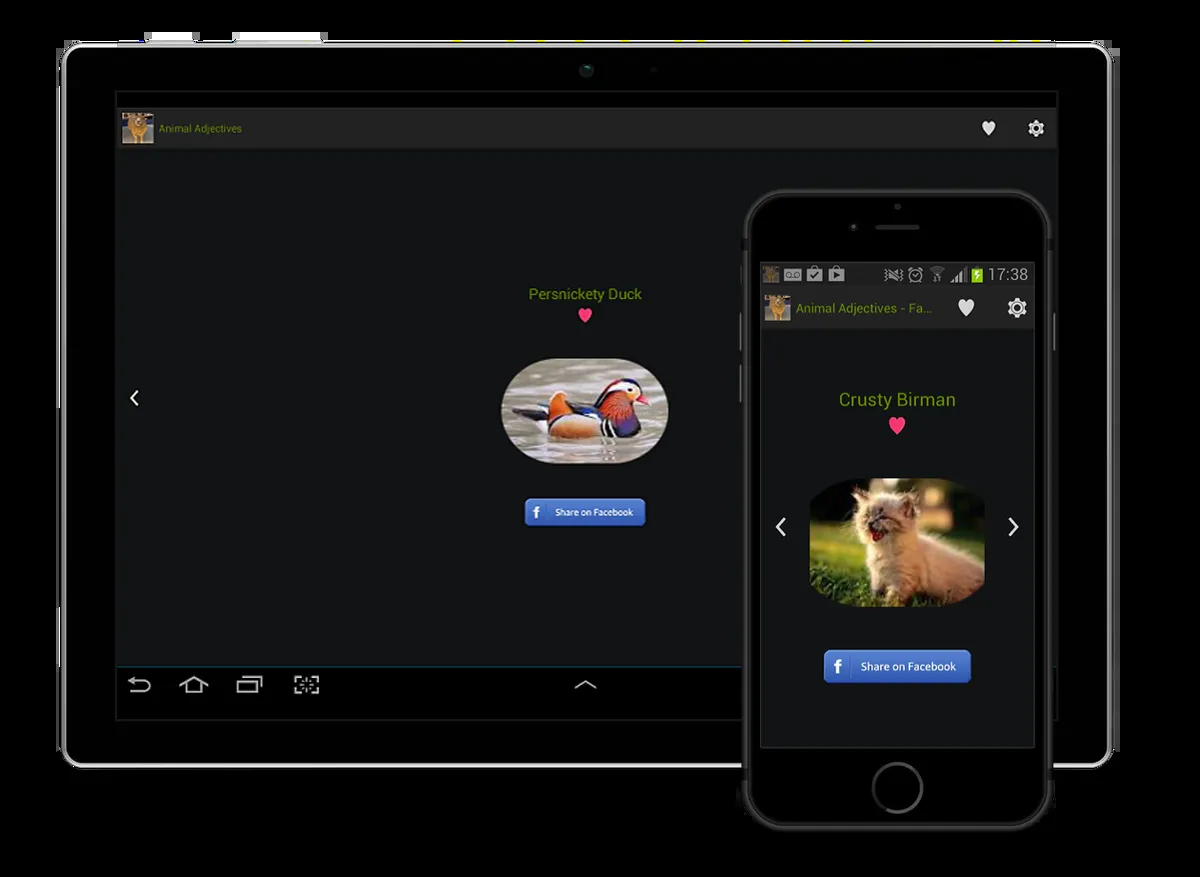 Animal Adjectives
Persnickety Duck
f Share on Facebook
17:38
Animal Adjectives - Fa...
Crusty Birman
f Share on Facebook